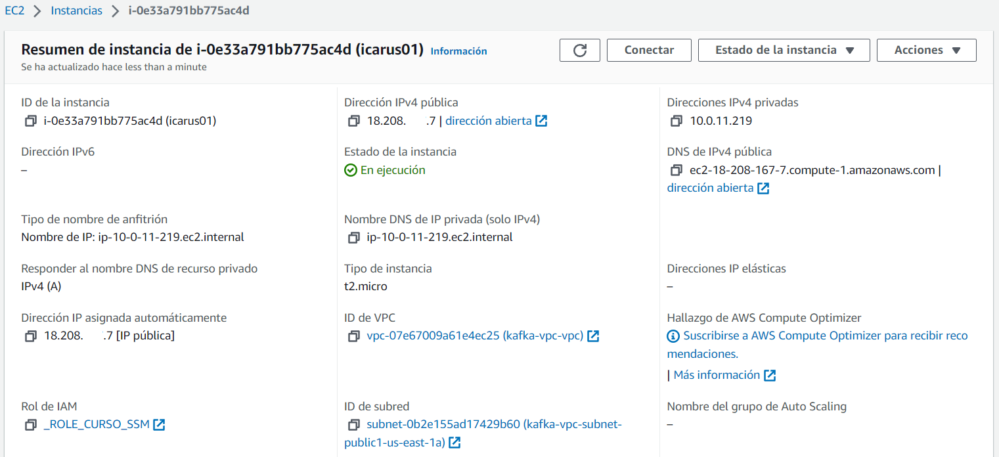 EC2 > Instancias > i-0e33a791bb775ac4d
Resumen de instancia de i-0e33a791bb775ac4d (icarus01) Información
Se ha actualizado hace less than a minute
Conectar
Estado de la instancia
Acciones
ID de la instancia
i-0e33a791bb775ac4d (icarus01)
Dirección IPv4 pública
18.208. .7 | dirección abierta
Direcciones IPv4 privadas
10.0.11.219
Dirección IPv6
–
Estado de la instancia
En ejecución
DNS de IPv4 pública
ec2-18-208-167-7.compute-1.amazonaws.com |
dirección abierta
Tipo de nombre de anfitrión
Nombre de IP: ip-10-0-11-219.ec2.internal
Nombre DNS de IP privada (solo IPv4)
ip-10-0-11-219.ec2.internal
Responder al nombre DNS de recurso privado
IPv4 (A)
Tipo de instancia
t2.micro
Direcciones IP elásticas
–
Dirección IP asignada automáticamente
18.208. .7 [IP pública]
ID de VPC
vpc-07e67009a61e4ec25 (kafka-vpc-vpc)
Hallazgo de AWS Compute Optimizer
Suscribirse a AWS Compute Optimizer para recibir reco
mendaciones.
| Más información
Rol de IAM
_ROLE_CURSO_SSM
ID de subred
subnet-0b2e155ad17429b60 (kafka-vpc-subnet-
public1-us-east-1a)
Nombre del grupo de Auto Scaling
–